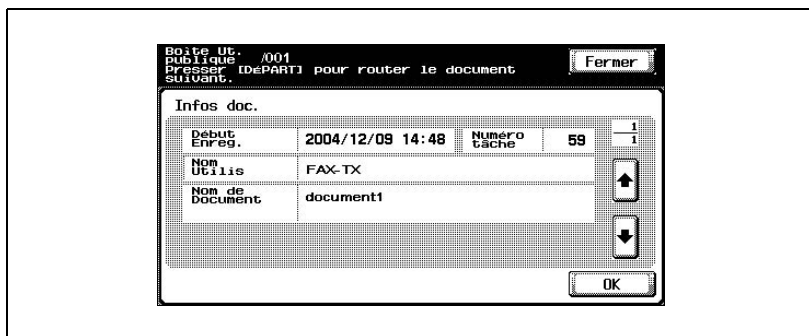 Boîte Ut.
publique /001
Presser [DéPART] pour router le document
suivant.
Fermer
Infos doc.
Début
Enreg.
2004/12/09 14:48
Numéro
tâche
59
1
1
Nom
Utilis
FAX-TX
Nom de
Document
document1
OK